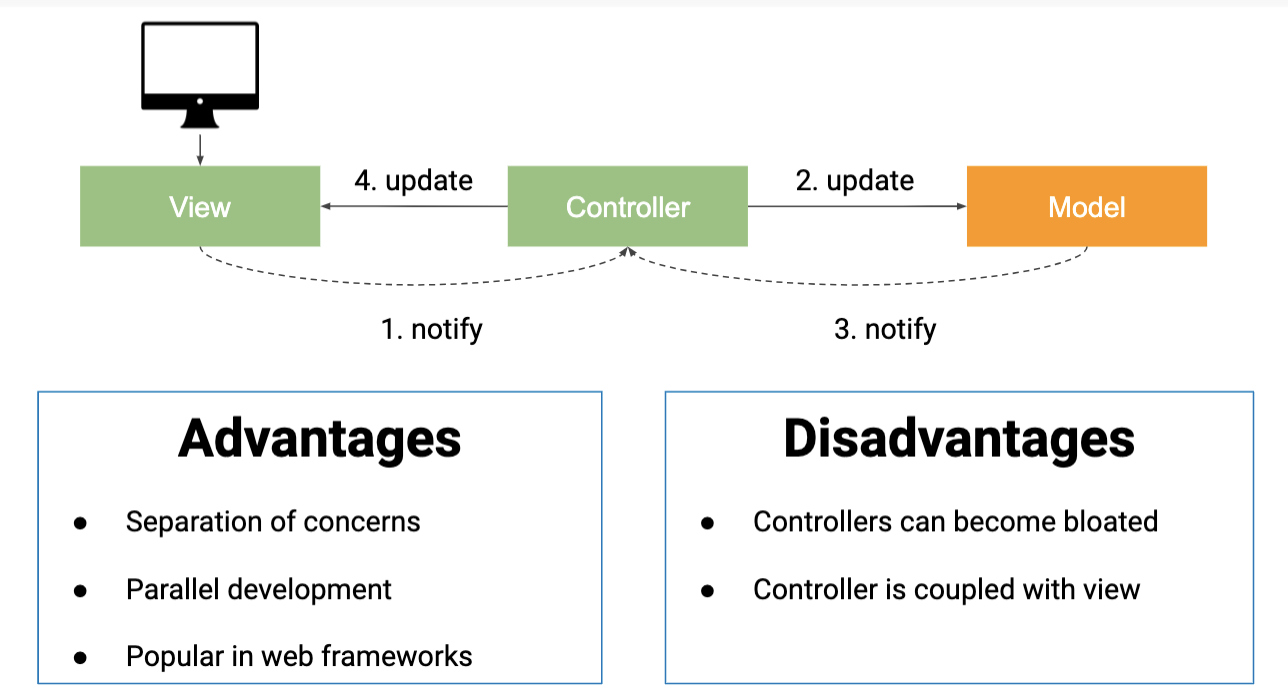 4. update
2. update
View
Controller
Model
1. notify
3. notify
Advantages
● Separation of concerns
● Parallel development
● Popular in web frameworks
Disadvantages
● Controllers can become bloated
● Controller is coupled with view